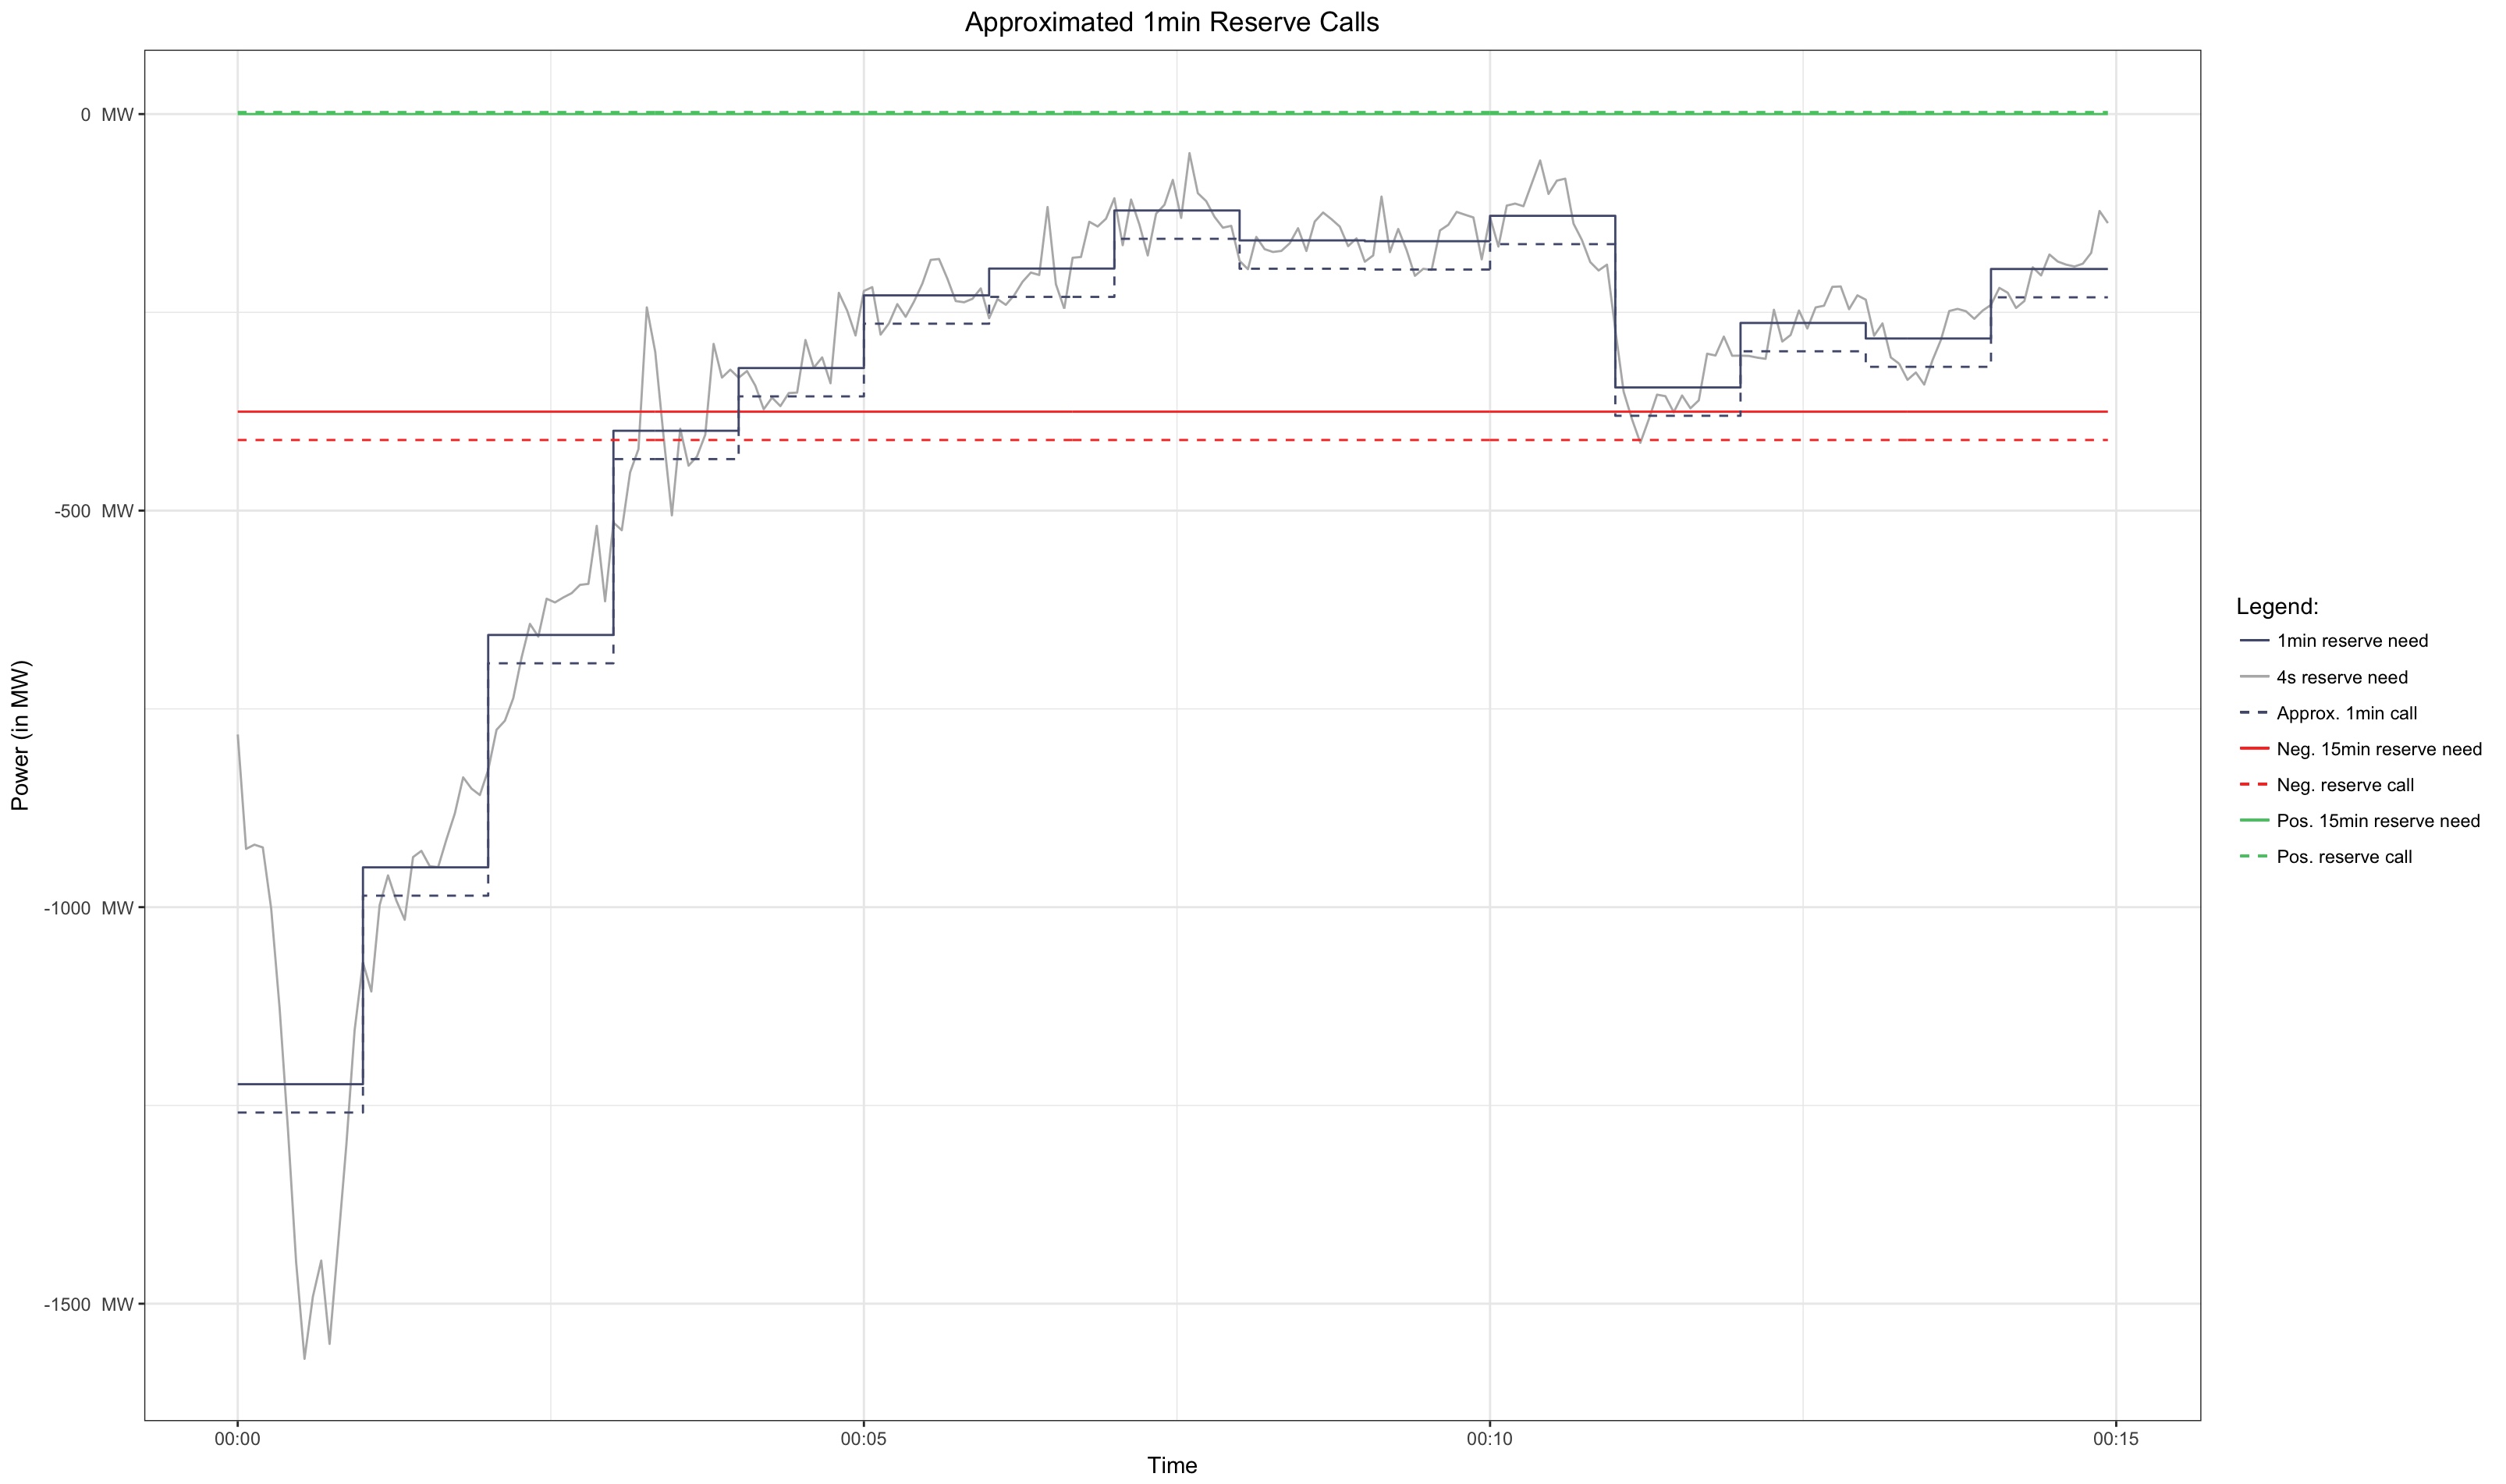 Approximated 1min Reserve Calls
Power (in MW)
0 MW
-500 MW
-1000 MW
-1500 MW
00:00
00:05
00:10
00:15
Time
Legend:
1min reserve need
4s reserve need
Approx. 1min call
Neg. 15min reserve need
Neg. reserve call
Pos. 15min reserve need
Pos. reserve call